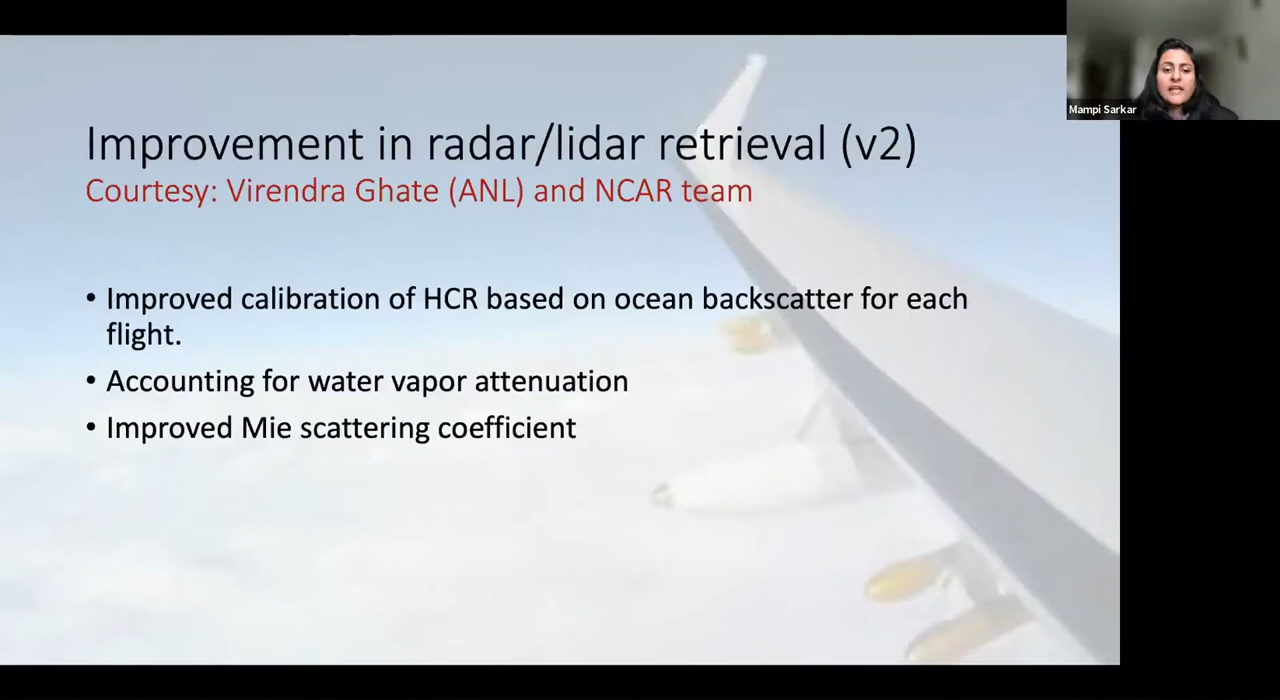 Mampi Sarkar
Improvement in radar/lidar retrieval (v2)
Courtesy: Virendra Ghate (ANL) and NCAR team
• Improved calibration of HCR based on ocean backscatter for each
flight.
• Accounting for water vapor attenuation
• Improved Mie scattering coefficient